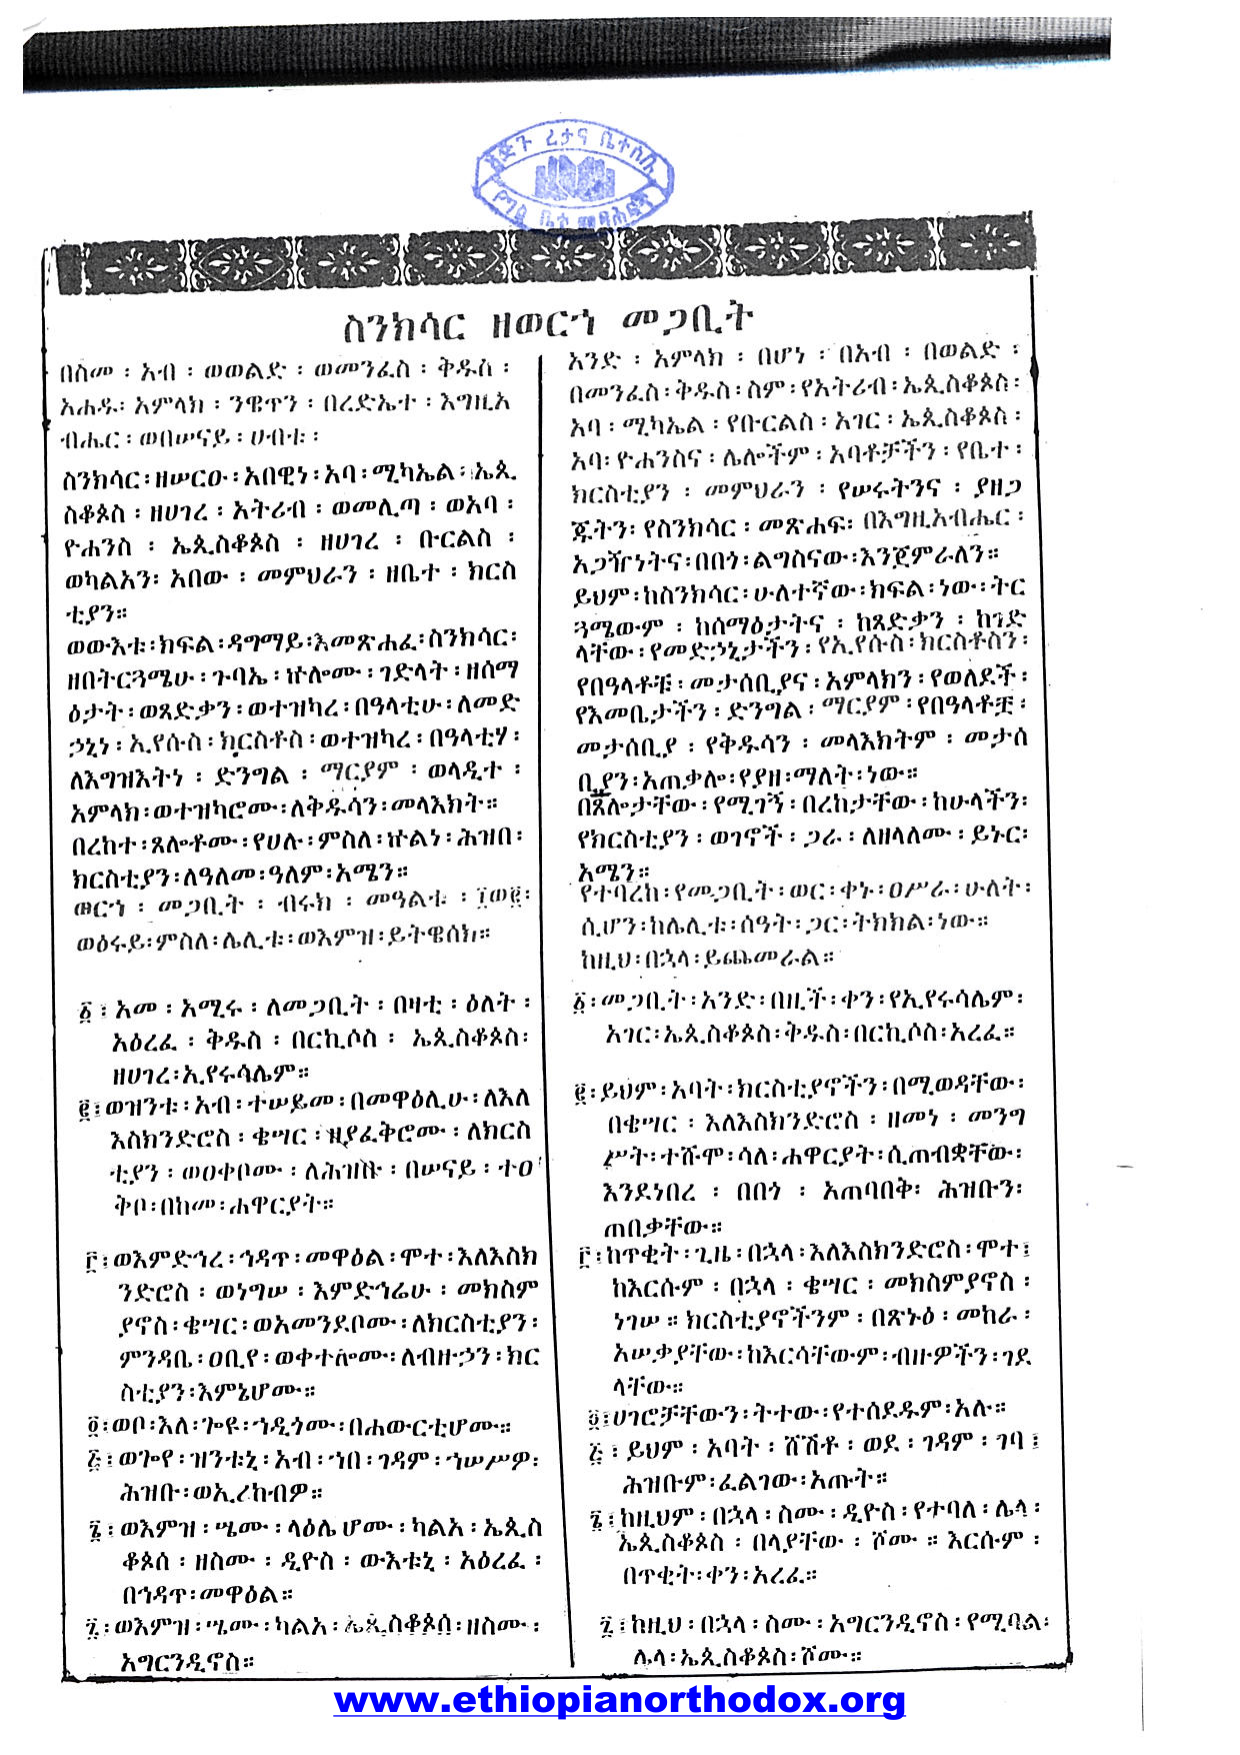 ስንክሳር ዘወርኀ መጋቢት
በስመ ፡ አብ ፡ ወወልድ ፡ ወመንፈስ ፡ ቅዱስ ፡
አሐዱ፡ አምላክ ፡ ንዌጥን ፡ በረድኤተ ፡ እግዚአ
ብሔር ፡ ወበሠናይ ፡ ሀብቱ ፡
ስንክሳር ፡ ዘሠርዑ ፡ አበዊነ ፡ አባ ፡ ሚካኤል ፡ ኤጲ
ስቆጶስ ፡ ዘሀገረ ፡ አትሪብ ፡ ወመሊጣ ፡ ወአባ ፡
ዮሐንስ ፡ ኤጲስቆጶስ ፡ ዘሀገረ ፡ ቡርልስ ፡
ወካልአን፡ አበው ፡ መምህራን ፡ ዘቤተ ፡ ክርስ
ቲያን።
ወውእቱ ፡ ክፍል ፡ ዳግማይ ፡ እመጽሐፈ ፡ ስንክሳር ፡
ዘበትርጓሜሁ ፡ ጉባኤ ፡ ኵሎሙ ፡ ገድላት ፡ ዘሰማ
ዕታት ፡ ወጻድቃን ፡ ወተዝካረ ፡ በዓላቲሁ ፡ ለመድ
ኃኒነ ፡ ኢየሱስ ፡ ክርስቶስ ፡ ወተዝካረ ፡ በዓላቲሃ ፡
ለእግዝእትነ ፡ ድንግል ፡ ማርያም ፡ ወላዲተ ፡
አምላክ ፡ ወተዝካሮሙ ፡ ለቅዱሳን ፡ መላእክት።
በረከተ ፡ ጸሎቶሙ ፡ የሀሉ ፡ ምስለ ፡ ኵልነ ፡ ሕዝበ ፡
ክርስቲያን ፡ ለዓለመ ፡ ዓለም ፡ አሜን።
ወርኀ ፡ መጋቢት ፡ ብሩክ ፡ መዓልቱ ፡ ፲ወ፪፡
ወዕሩይ ፡ ምስለ ፡ ሌሊቱ ፡ ወእምዝ ፡ ይትዌሰክ።
፩ ፡ አመ ፡ አሚሩ ፡ ለመጋቢት ፡ በዛቲ ፡ ዕለት ፡
አዕረፈ ፡ ቅዱስ ፡ በርኪሶስ ፡ ኤጲስቆጶስ፡
ዘሀገረ ፡ ኢየሩሳሌም።
፪ ፡ ወዝንቱ ፡ አብ ፡ ተሠይመ ፡ በመዋዕሊሁ ፡ ለእለ
እስክንድሮስ ፡ ቄሣር ፡ ዘያፈቅሮሙ ፡ ለክርስ
ቲያን ፡ ወዐቀቦሙ ፡ ለሕዝቡ ፡ በሠናይ ፡ ተዐ
ቅቦ ፡ በከመ ፡ ሐዋርያት።
፫ ፡ ወእምድኅረ ፡ ኅዳጥ ፡ መዋዕል ፡ ሞተ ፡ እለእስክ
ንድሮስ ፡ ወነግሠ ፡ እምድኅሬሁ ፡ መክስም
ያኖስ ፡ ቄሣር ፡ ወአመንደቦሙ ፡ ለክርስቲያን ፡
ምንዳቤ ፡ ዐቢየ ፡ ወቀተሎሙ ፡ ለብዙኃን ፡ ክር
ስቲያን ፡ እምኔሆሙ።
፬ ፡ ወቦ ፡ እለ ፡ ጐዩ ፡ ኀዲጎሙ ፡ በሐውርቲሆሙ።
፭ ፡ ወጐየ ፡ ዝንቱኒ ፡ አብ ፡ ኀበ ፡ ገዳም ፡ ኀሠሥዎ፡
ሕዝቡ ፡ ወኢረከብዎ።
፮ ፡ ወእምዝ ፡ ሤሙ ፡ ላዕሌሆሙ ፡ ካልአ ፡ ኤጲስ
ቆጶሰ ፡ ዘስሙ ፡ ዲዮስ ፡ ውእቱኒ ፡ አዕረፈ ፡
በኅዳጥ ፡ መዋዕል።
፯ ፡ ወእምዝ ፡ ሤሙ ፡ ካልአ ፡ ኤጲስቆጶሰ ፡ ዘስሙ ፡
አግርንዲኖስ።
አንድ ፡ አምላክ ፡ በሆነ ፡ በአብ ፡ በወልድ ፡
በመንፈስ ፡ ቅዱስ ፡ ስም ፡ የአትሪብ ፡ ኤጲስቆጶስ ፡
አባ ፡ ሚካኤል ፡ የቡርልስ ፡ አገር ፡ ኤጲስቆጶስ ፡
አባ፡ ዮሐንስና ፡ ሌሎችም ፡ አባቶቻችን ፡ የቤተ ፡
ክርስቲያን ፡ መምህራን ፡ የሠሩትንና ፡ ያዘጋ
ጁትን፡ የስንክሳር ፡ መጽሐፍ፡ በእግዚአብሔር ፡
አጋዥነትና ፡ በበጎ ፡ ልግስናው ፡ እንጀምራለን።
ይህም ፡ ከስንክሳር ፡ ሁለተኛው ፡ ክፍል ፡ ነው ፡ ትር
ጓሜውም ፡ ከሰማዕታትና ፡ ከጻድቃን ፡ ከገድ
ላቸው ፡ የመድኃኒታችን ፡ የኢየሱስ ፡ ክርስቶስን ፡
የበዓላቶቹ ፡ መታሰቢያና ፡ አምላክን ፡ የወለደች ፡
የእመቤታችን ፡ ድንግል ፡ ማርያም ፡ የበዓላቶቿ ፡
መታሰቢያ ፡ የቅዱሳን ፡ መላእክትም ፡ መታሰ
ቢያን ፡ አጠቃሎ ፡ የያዘ ፡ ማለት ፡ ነው።
በጸሎታቸው ፡ የሚገኝ ፡ በረከታቸው ፡ ከሁላችን፡
የክርስቲያን ፡ ወገኖች ፡ ጋራ ፡ ለዘላለሙ ፡ ይኑር፡
አሜን።
የተባረከ ፡ የመጋቢት ፡ ወር ፡ ቀኑ ፡ ዐሥራ ፡ ሁለት ፡
ሲሆን ፡ ከሌሊቱ ፡ ሰዓት ፡ ጋር ፡ ትክክል ፡ ነው።
ከዚህ ፡ በኋላ ፡ ይጨመራል።
፩ ፡ መጋቢት ፡ አንድ ፡ በዚች ፡ ቀን ፡ የኢየሩሳሌም ፡
አገር ፡ ኤጲስቆጶስ ፡ ቅዱስ ፡ በርኪሶስ ፡ አረፈ።
፪ ፡ ይህም ፡ አባት ፡ ክርስቲያኖችን ፡ በሚወዳቸው ፡
በቄሣር ፡ እለእስክንድሮስ ፡ ዘመነ ፡ መንግ
ሥት ፡ ተሹሞ ፡ ሳለ ፡ ሐዋርያት ፡ ሲጠብቋቸው ፡
እንደነበረ ፡ በበጎ ፡ አጠባበቅ፡ ሕዝቡን፡
ጠበቃቸው።
፫ ፡ ከጥቂት ፡ ጊዜ ፡ በኋላ ፡ እለእስክንድሮስ ፡ ሞተ ፤
ከእርሱም ፡ በኋላ ፡ ቄሣር ፡ መክስምያኖስ ፡
ነገሠ ። ክርስቲያኖችንም ፡ በጽኑዕ ፡ መከራ ፡
አሠቃያቸው ፡ ከእርሳቸውም ፡ ብዙዎችን ፡ ገደ
ላቸው።
፬ ፡ ሀገሮቻቸውን ፡ ትተው ፡ የተሰደዱም ፡ አሉ።
፭ ፡ ይህም ፡ አባት ፡ ሸሽቶ ፡ ወደ ፡ ገዳም ፡ ገባ ፤
ሕዝቡም ፡ ፈልገው ፡ አጡት።
፮ ፡ ከዚህም ፡ በኋላ ፡ ስሙ ፡ ዲዮስ ፡ የተባለ ፡ ሌላ ፡
ኤጲስቆጶስ ፡ በላያቸው ፡ ሾሙ ። እርሱም ፡
በጥቂት ፡ ቀን ፡ አረፈ።
፯ ፡ ከዚህ ፡ በኋላ ፡ ስሙ ፡ አግርንዲኖስ ፡ የሚባል፡
ሌላ ፡ ኤጲስቆጶስ ፡ ሾሙ።
www.ethiopianorthodox.org